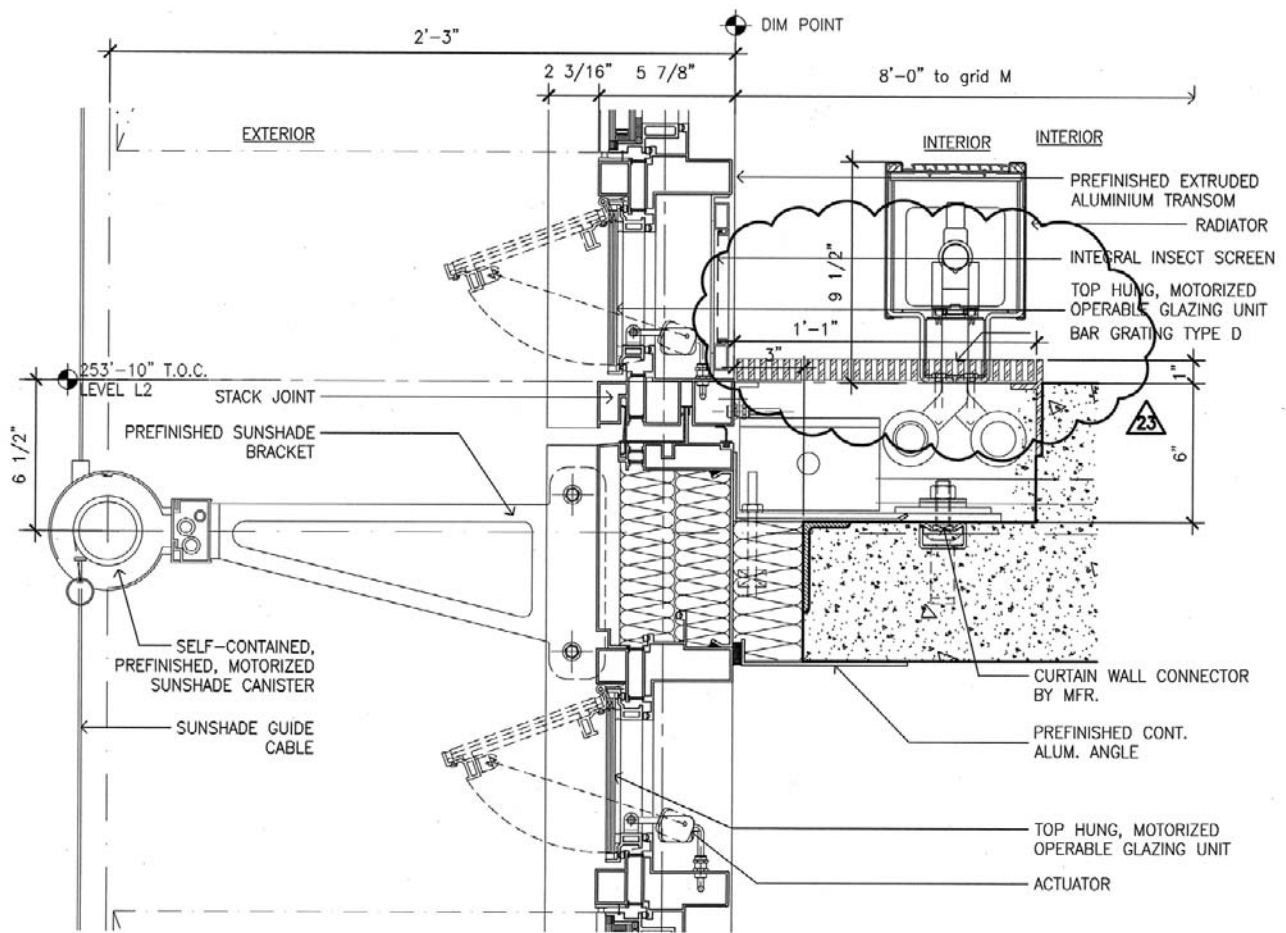 DIM POINT
2'-3"
2 3/16"
5 7/8"
8'-0" to grid M
EXTERIOR
INTERIOR
INTERIOR
PREFINISHED EXTRUDED
ALUMINIUM TRANSOM
RADIATOR
INTEGRAL INSECT SCREEN
TOP HUNG, MOTORIZED
OPERABLE GLAZING UNIT
BAR GRATING TYPE D
9 1/2"
1'-1"
3"
1"
253'-10" T.O.C.
LEVEL L2
STACK JOINT
PREFINISHED SUNSHADE
BRACKET
6 1/2"
23
6"
SELF-CONTAINED,
PREFINISHED, MOTORIZED
SUNSHADE CANISTER
SUNSHADE GUIDE
CABLE
CURTAIN WALL CONNECTOR
BY MFR.
PREFINISHED CONT.
ALUM. ANGLE
TOP HUNG, MOTORIZED
OPERABLE GLAZING UNIT
ACTUATOR